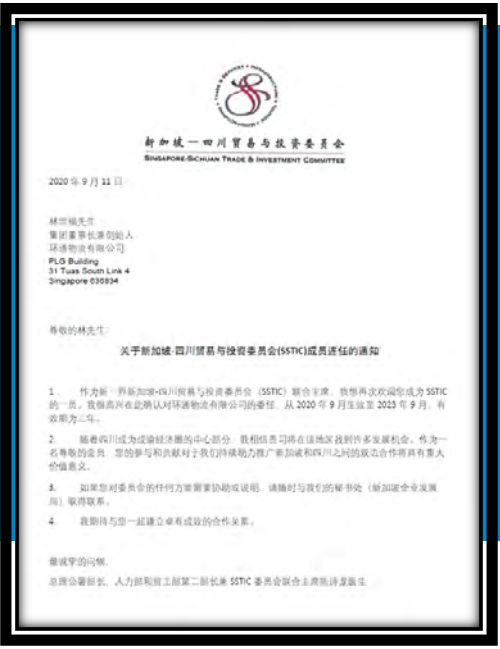 新加坡一四川贸易与投资委员会
SINGAPORE-SICHUAN TRADE & INVESTMENT COMMITTEE
2020 年 9 月 11 日
林世福先生
集团董事长兼创始人
环通物流有限公司
PLG Building
31 Tuas South Link 4
Singapore 636834
尊敬的林先生:
关于新加坡-四川贸易与投资委员会(SSTIC)成员连任的通知
1． 作为新一界新加坡-四川贸易与投资委员会（SSTIC）联合主席，我想再次欢迎您成为 SSTIC
的一员。我很高兴在此确认对环通物流有限公司的委任，从 2020 年 9 月生效至 2023 年 9 月，有
效期为三年。
2. 随着四川成为成渝经济圈的中心部分，我相信贵司将在该地区找到许多发展机会。作为一
名尊敬的会员，您的参与和贡献对于我们持续助力推广新加坡和四川之间的双边合作将具有重大
价值意义。
3. 如果您对委员会的任何方面需要协助或说明，请随时与我们的秘书处（新加坡企业发展
局）取得联系。
4. 我期待与您一起建立卓有成效的合作关系。
最诚挚的问候,
总理公署部长、人力部和贸工部第二部长兼 SSTIC 委员会联合主席陈诗龙医生